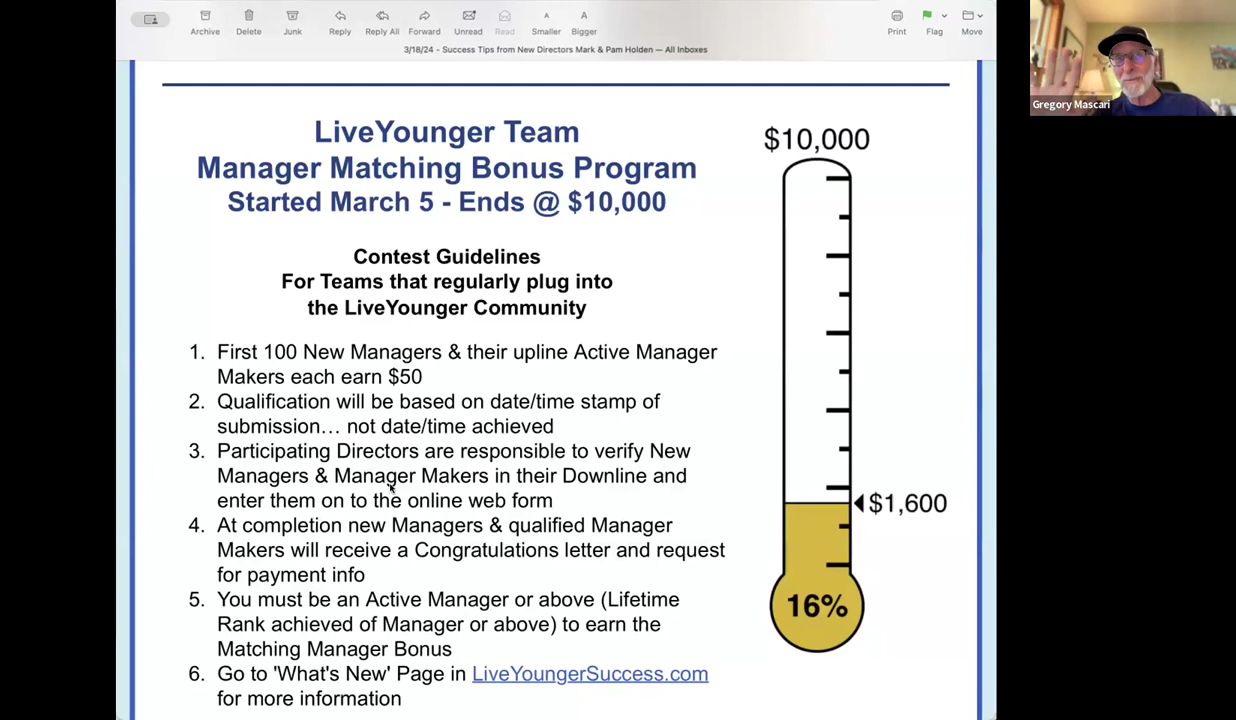 Archive
Delete
Junk
Reply
Reply All
Forward
Unread
Read
A
Smaller
A
Bigger
Print
Flag
Move
3/18/24 - Success Tips from New Directors Mark & Pam Holden — All Inboxes
Gregory Mascari
LiveYounger Team
Manager Matching Bonus Program
Started March 5 - Ends @ $10,000
Contest Guidelines
For Teams that regularly plug into
the LiveYounger Community
1. First 100 New Managers & their upline Active Manager
Makers each earn $50
2. Qualification will be based on date/time stamp of
submission… not date/time achieved
3. Participating Directors are responsible to verify New
Managers & Manager Makers in their Downline and
enter them on to the online web form
4. At completion new Managers & qualified Manager
Makers will receive a Congratulations letter and request
for payment info
5. You must be an Active Manager or above (Lifetime
Rank achieved of Manager or above) to earn the
Matching Manager Bonus
6. Go to 'What's New' Page in LiveYoungerSuccess.com
for more information
$10,000
$1,600
16%